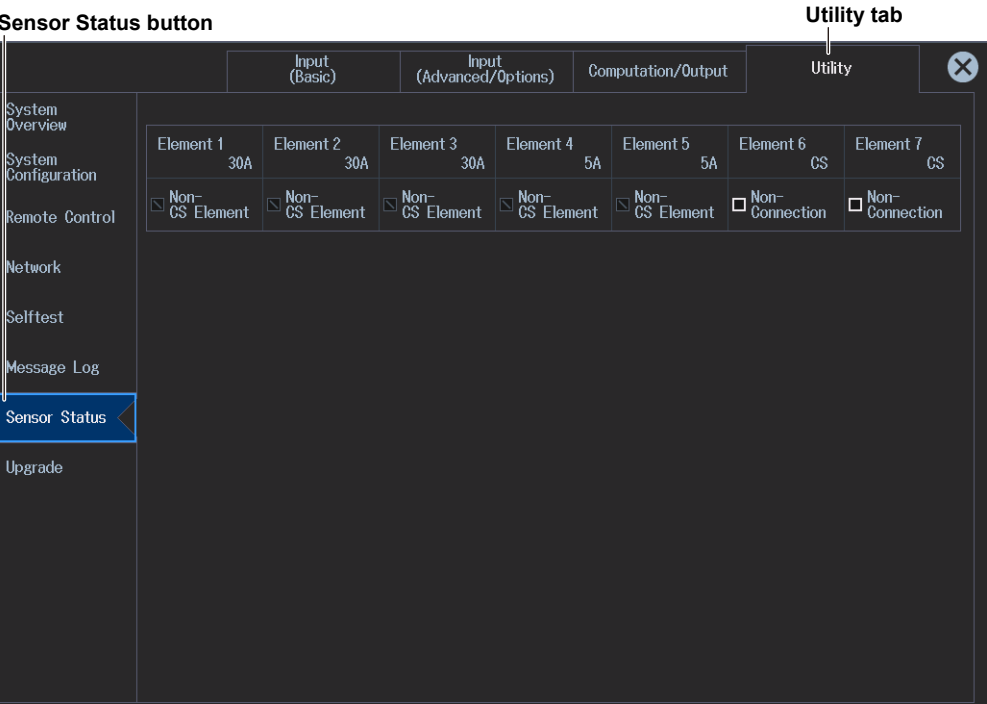 Sensor Status button
Utility tab
Input
(Basic)
Input
(Advanced/Options)
Computation/Output
Utility
System
Overview
System
Configuration
Remote Control
Network
Selftest
Message Log
Sensor Status
Upgrade
Element 1
30A
Element 2
30A
Element 3
30A
Element 4
5A
Element 5
5A
Element 6
CS
Element 7
CS
Non-
CS Element
Non-
CS Element
Non-
CS Element
Non-
CS Element
Non-
CS Element
Non-
Connection
Non-
Connection